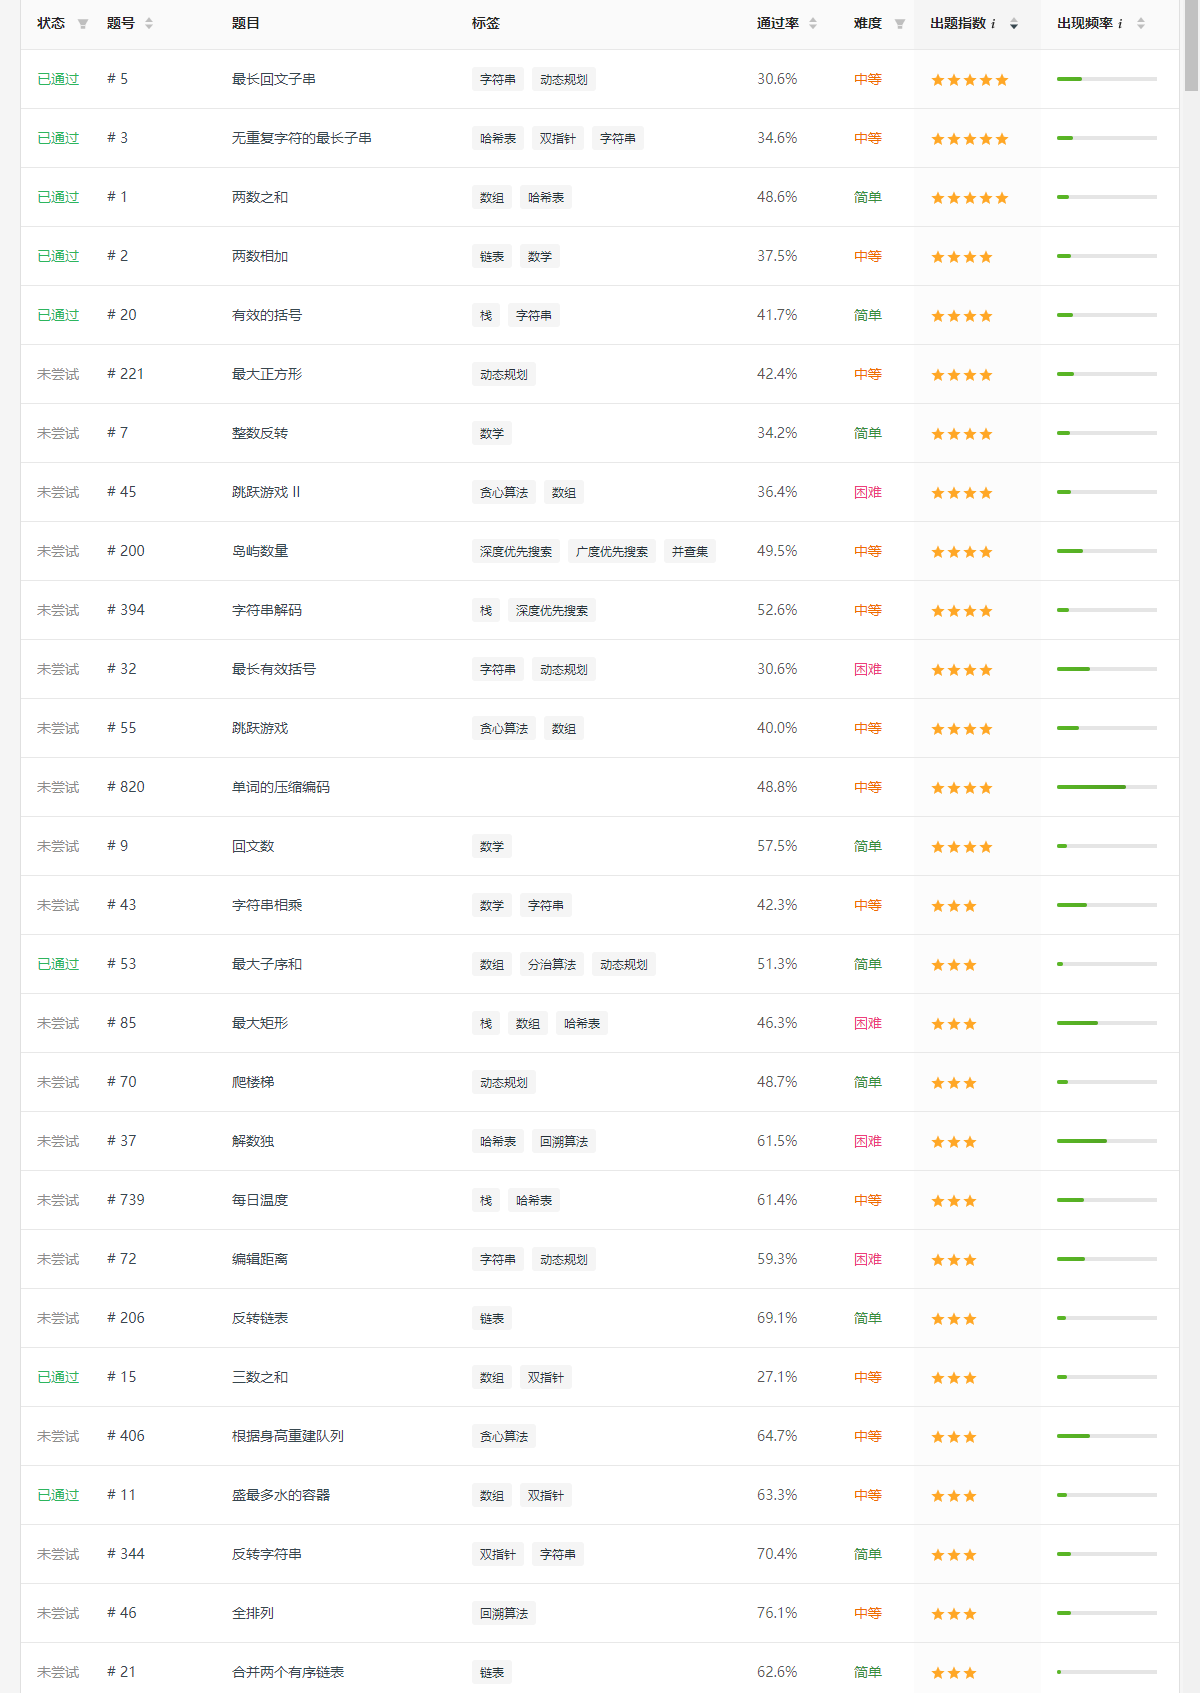 状态 题号 题目 标签 通过率 难度 出题指数 i 出现频率 i
已通过 # 5 最长回文子串 字符串 动态规划 30.6% 中等
已通过 # 3 无重复字符的最长子串 哈希表 双指针 字符串 34.6% 中等
已通过 # 1 两数之和 数组 哈希表 48.6% 简单
已通过 # 2 两数相加 链表 数学 37.5% 中等
已通过 # 20 有效的括号 栈 字符串 41.7% 简单
未尝试 # 221 最大正方形 动态规划 42.4% 中等
未尝试 # 7 整数反转 数学 34.2% 简单
未尝试 # 45 跳跃游戏 II 贪心算法 数组 36.4% 困难
未尝试 # 200 岛屿数量 深度优先搜索 广度优先搜索 并查集 49.5% 中等
未尝试 # 394 字符串解码 栈 深度优先搜索 52.6% 中等
未尝试 # 32 最长有效括号 字符串 动态规划 30.6% 困难
未尝试 # 55 跳跃游戏 贪心算法 数组 40.0% 中等
未尝试 # 820 单词的压缩编码 48.8% 中等
未尝试 # 9 回文数 数学 57.5% 简单
未尝试 # 43 字符串相乘 数学 字符串 42.3% 中等
已通过 # 53 最大子序和 数组 分治算法 动态规划 51.3% 简单
未尝试 # 85 最大矩形 栈 数组 哈希表 46.3% 困难
未尝试 # 70 爬楼梯 动态规划 48.7% 简单
未尝试 # 37 解数独 哈希表 回溯算法 61.5% 困难
未尝试 # 739 每日温度 栈 哈希表 61.4% 中等
未尝试 # 72 编辑距离 字符串 动态规划 59.3% 困难
未尝试 # 206 反转链表 链表 69.1% 简单
已通过 # 15 三数之和 数组 双指针 27.1% 中等
未尝试 # 406 根据身高重建队列 贪心算法 64.7% 中等
已通过 # 11 盛最多水的容器 数组 双指针 63.3% 中等
未尝试 # 344 反转字符串 双指针 字符串 70.4% 简单
未尝试 # 46 全排列 回溯算法 76.1% 中等
未尝试 # 21 合并两个有序链表 链表 62.6% 简单